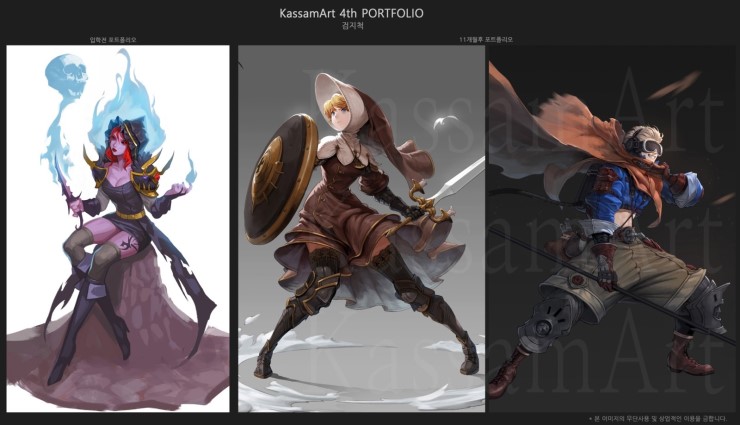 KassamArt 4th PORTFOLIO
검지척
입학전 포트폴리오
11개월후 포트폴리오
KassamArt
KassamArt
KassamArt
* 본 이미지의 무단사용 및 상업적인 이용을 금합니다.